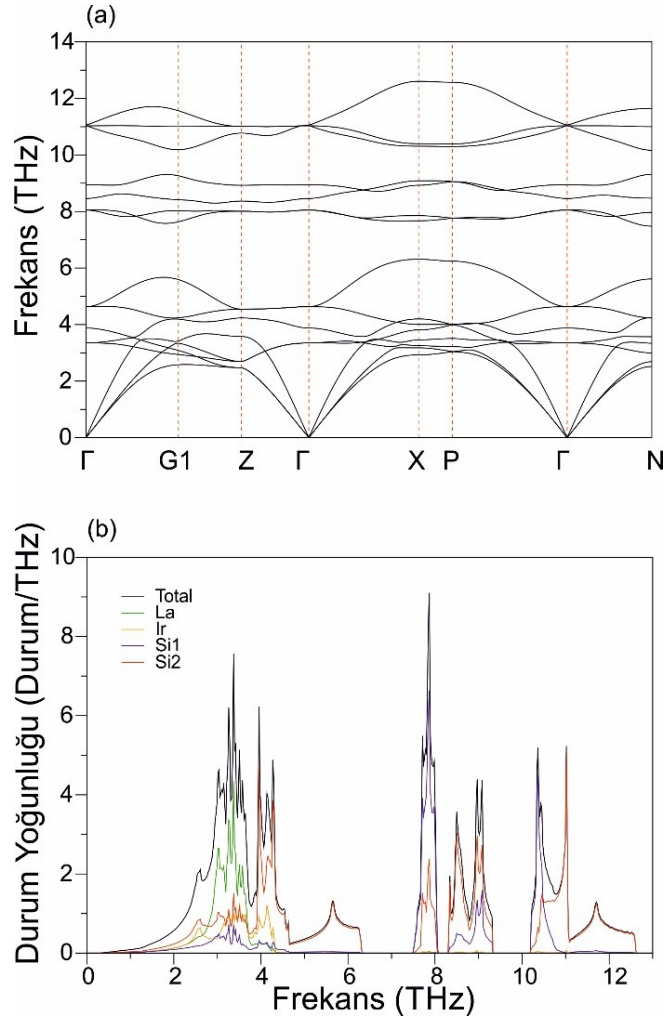 (a)
Frekans (THz)
14
12
10
8
6
4
2
0
Γ G1 Z Γ X P Γ N
(b)
Durum Yoğunluğu (Durum/THz)
10
8
6
4
2
0
Total
La
Ir
Si1
Si2
0 2 4 6 8 10 12
Frekans (THz)